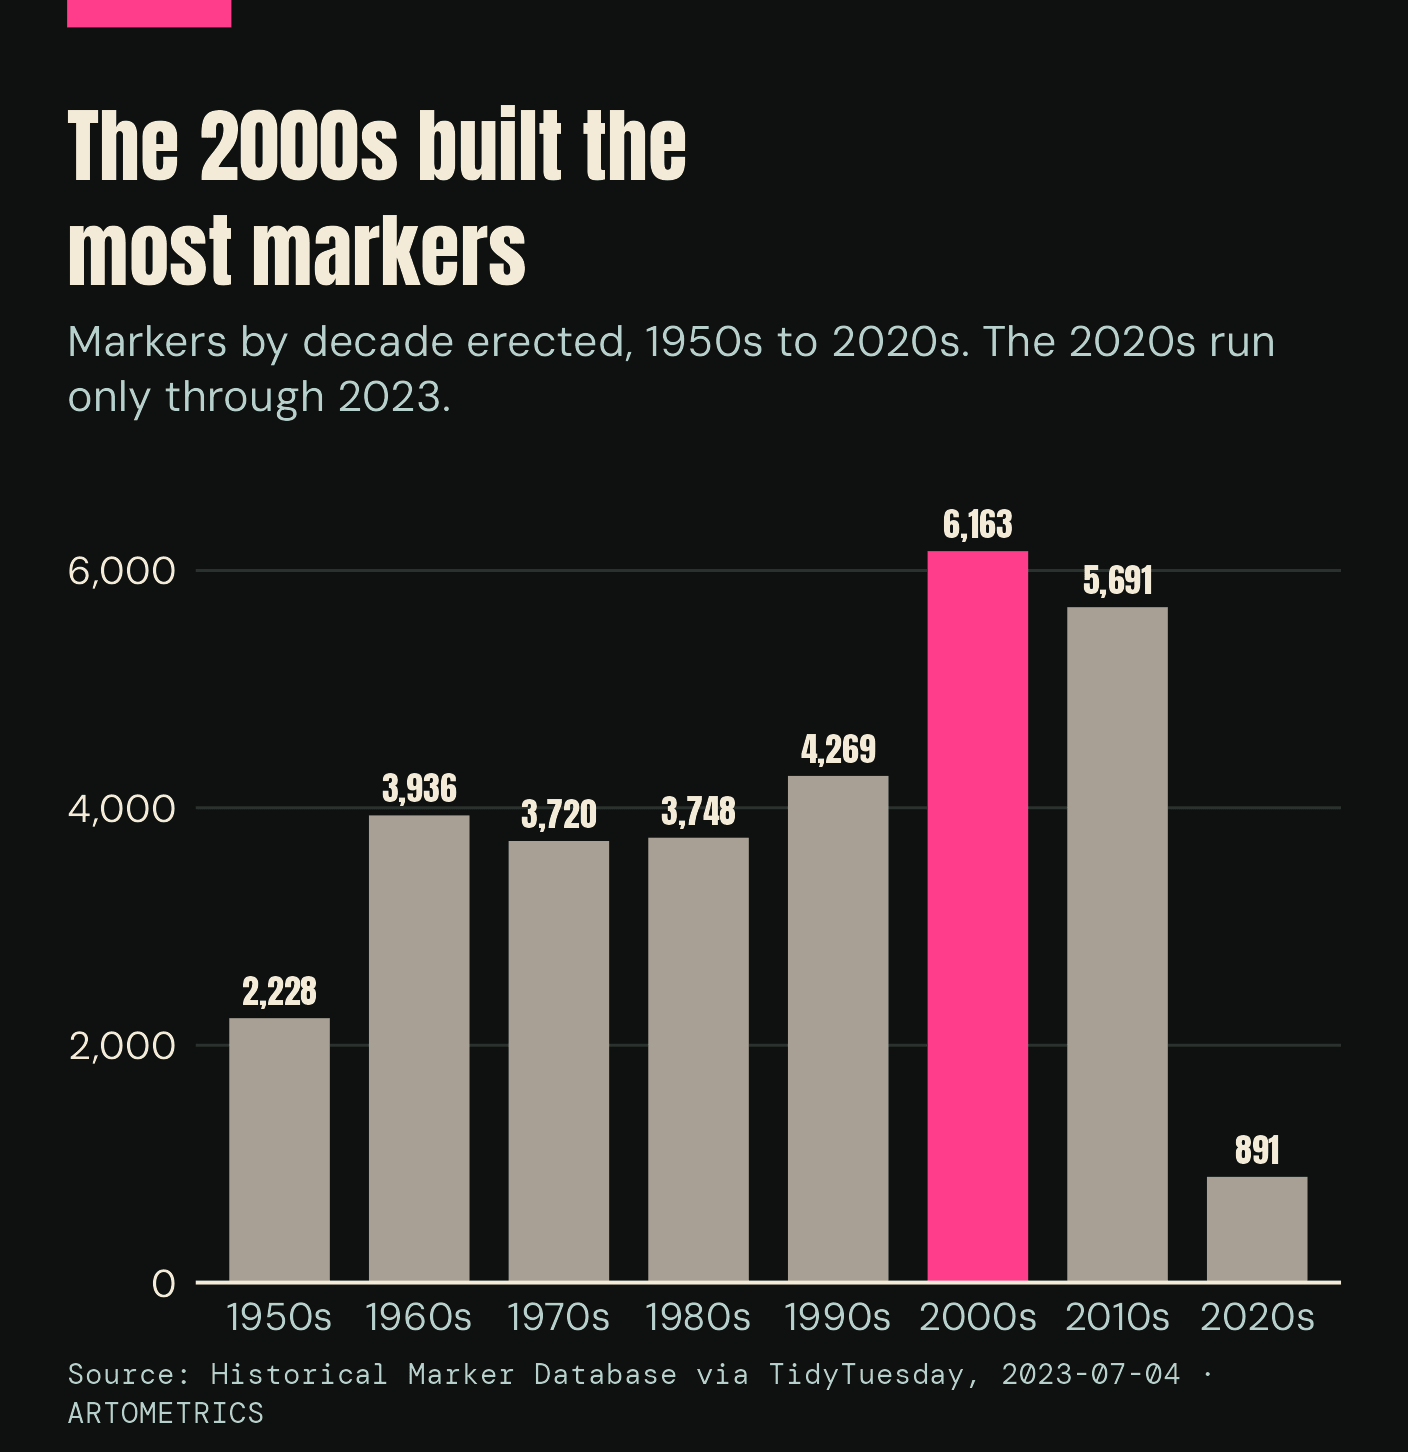 The 2000s built the
most markers
Markers by decade erected, 1950s to 2020s. The 2020s run
only through 2023.
6,163
6,000
5,691
4,269
3,936
4,000
3,720
3,748
2,228
2,000
891
0
1950s 1960s 1970s 1980s 1990s 2000s 2010s 2020s
Source: Historical Marker Database via TidyTuesday, 2023-07-04 ·
ARTOMETRICS